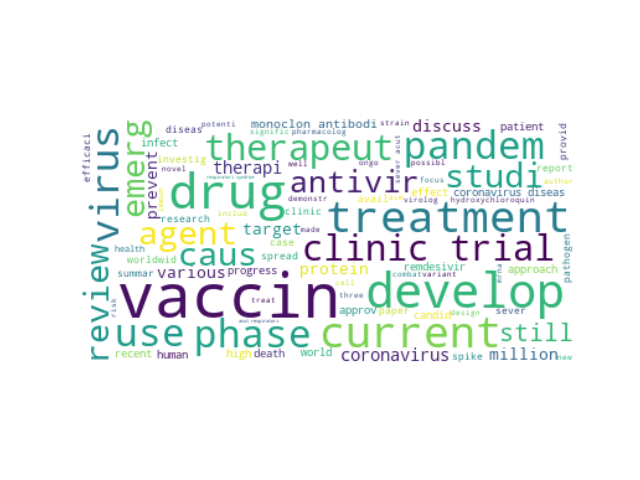 efficaci
virus
review
emerg
prevent
diseas
potenti
monoclon antibodi
strain
discuss
patient
provid
infect
signific
pharmacolog
therapeut
pandem
investig
novel
therapi
well
ongo
sever acut
possibl
studi
report
author
drug
antivir
focus
effect
coronavirus diseas
demonstr
avail
virolog
hydroxychloroquin
research
includ
clinic
treatment
agent
target
made
case
clinic trial
pathogen
health
worldwid
caus
spread
protein
remdesivir
mrna
approach
summar
various
progress
cell
combat
variant
risk
vaccin
treat
three
develop
use
phase
approv
paper
candid
design
sever
current
still
recent
human
high
death
world
coronavirus
spike
million
new